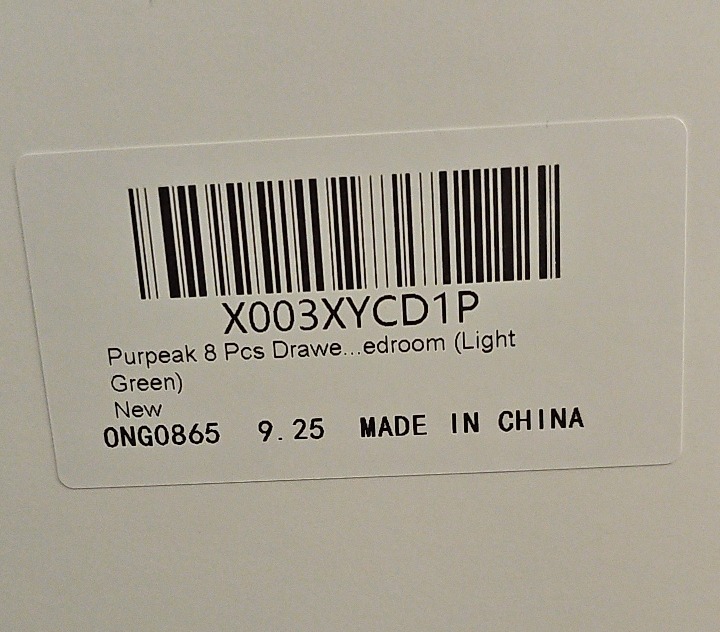 X003XYCD1P
Purpeak 8 Pcs Drawe...edroom (Light
Green)
New
0NG0865 9.25 MADE IN CHINA